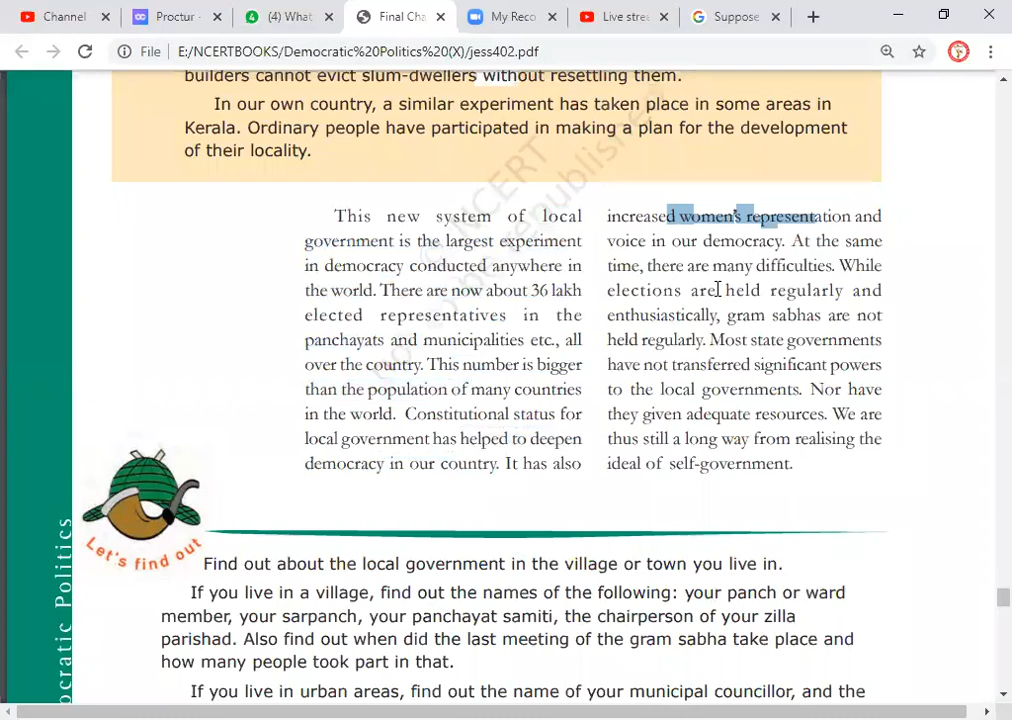 Channel
Proctur -
(4) What
Final Cha
My Reco
Live stre
Suppose
File
E:/NCERTBOOKS/Democratic%20Politics%20(X)/jess402.pdf
builders cannot evict slum-dwellers without resettling them.
In our own country, a similar experiment has taken place in some areas in
Kerala. Ordinary people have participated in making a plan for the development
of their locality.
This new system of local
government is the largest experiment
in democracy conducted anywhere in
the world. There are now about 36 lakh
elected representatives in the
panchayats and municipalities etc., all
over the country. This number is bigger
than the population of many countries
in the world. Constitutional status for
local government has helped to deepen
democracy in our country. It has also
increased women's representation and
voice in our democracy. At the same
time, there are many difficulties. While
elections are held regularly and
enthusiastically, gram sabhas are not
held regularly. Most state governments
have not transferred significant powers
to the local governments. Nor have
they given adequate resources. We are
thus still a long way from realising the
ideal of self-government.
© NCERT
not to be republished
Let's find out
ocratic Politics
Find out about the local government in the village or town you live in.
If you live in a village, find out the names of the following: your panch or ward
member, your sarpanch, your panchayat samiti, the chairperson of your zilla
parishad. Also find out when did the last meeting of the gram sabha take place and
how many people took part in that.
If you live in urban areas, find out the name of your municipal councillor, and the